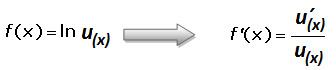 f(x) = ln u(x) f'(x) = u´(x) / u(x)